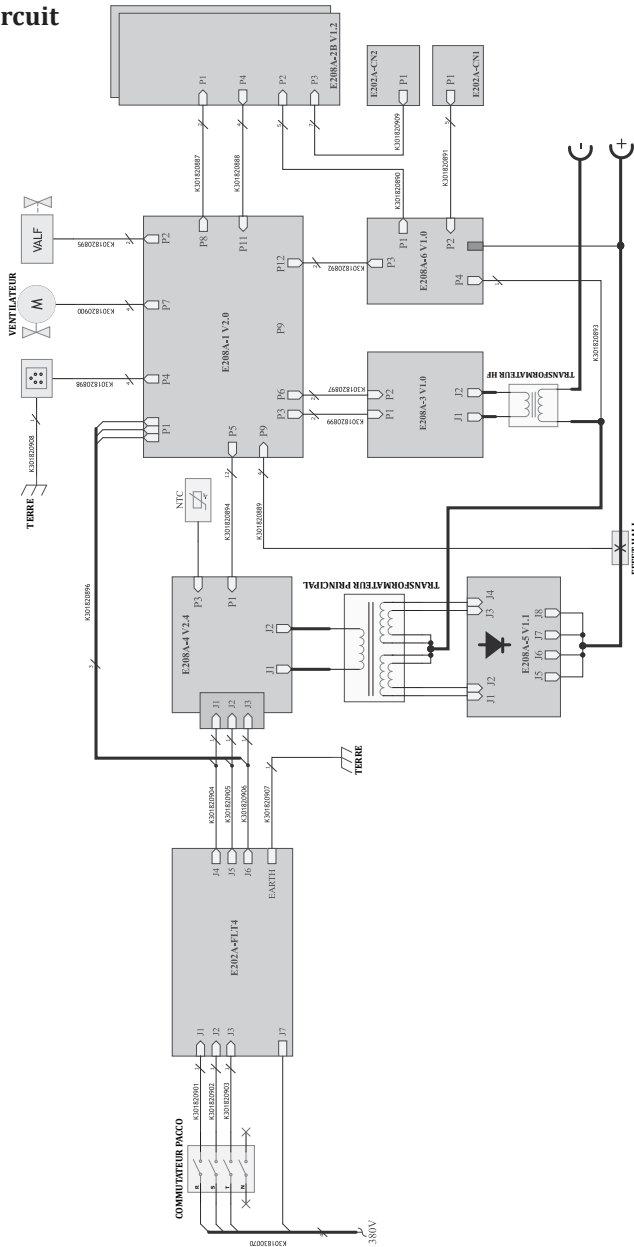 rcuit
E208A-2B V1.2
P1
P4
P2
P3
E202A-CN2
P1
E202A-CN1
P1
K301820887
K301820888
K301820890
K301820909
K301820891
VALF
K301820895
VENTILATEUR
M
K301820900
K301820898
K301820908
TERRE
E208A-1 V2.0
P8
P11
P2
P7
P4
P1
P12
P9
P6
P3
P5
P9
E208A-6 V1.0
P1
P2
P3
P4
K301820892
K301820893
-
+
E208A-3 V1.0
P2
P1
J2
J1
K301820897
K301820899
TRANSFORMATEUR HF
NTC
K301820894
12
K301820889
K301820896
3
E208A-4 V2.4
P3
P1
J2
J1
J1
J2
J3
TRANSFORMATEUR PRINCIPAL
E208A-5 V1.1
J4
J3
J2
J1
J8
J7
J6
J5
K301820904
K301820905
K301820906
K301820907
TERRE
E202A-FLT4
J4
J5
J6
EARTH
J1
J2
J3
J7
K301820901
K301820902
K301820903
COMMUTATEUR PACCO
R
S
T
N
K301830070
380V